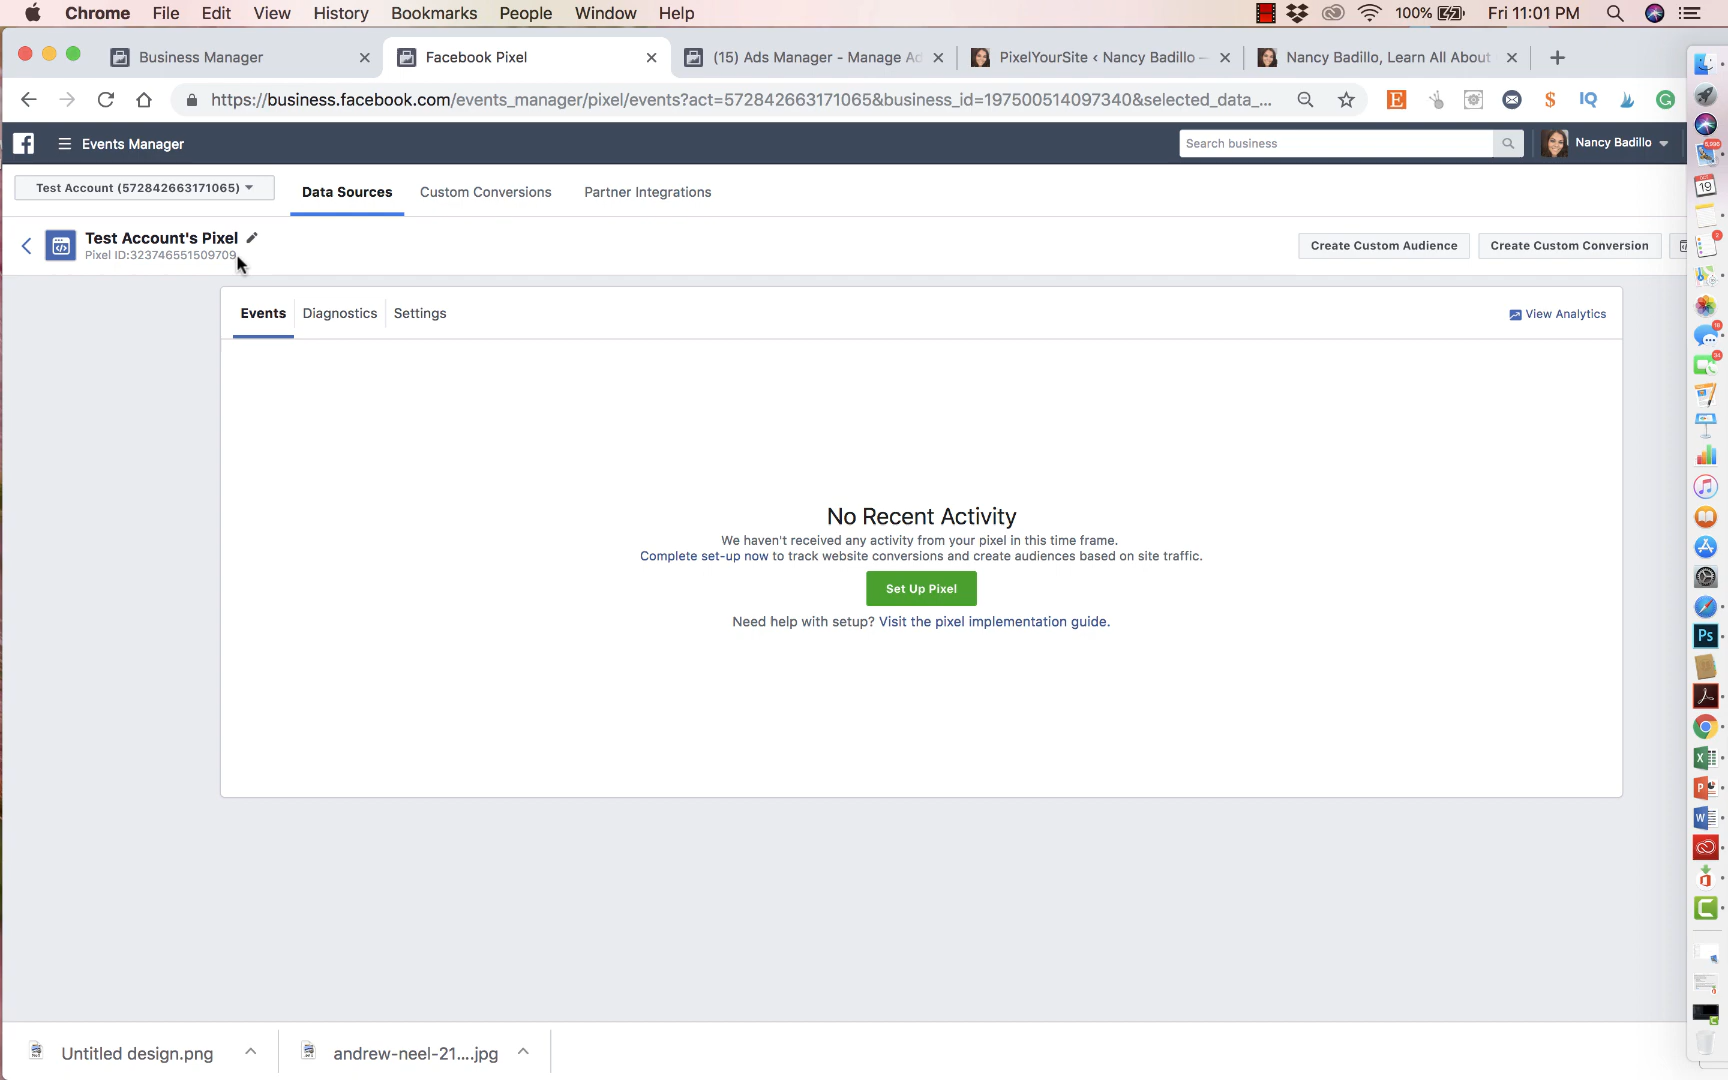 Chrome File Edit View History Bookmarks People Window Help 100% Fri 11:01 PM
Business Manager Facebook Pixel (15) Ads Manager - Manage Ad PixelYourSite ‹ Nancy Badillo — Nancy Badillo, Learn All About
https://business.facebook.com/events_manager/pixel/events?act=572842663171065&business_id=197500514097340&selected_data_...
Events Manager Search business Nancy Badillo
Test Account (572842663171065) Data Sources Custom Conversions Partner Integrations
Test Account's Pixel
Pixel ID:323746551509709
Create Custom Audience Create Custom Conversion
Events Diagnostics Settings View Analytics
No Recent Activity
We haven't received any activity from your pixel in this time frame.
Complete set-up now to track website conversions and create audiences based on site traffic.
Set Up Pixel
Need help with setup? Visit the pixel implementation guide.
Untitled design.png andrew-neel-21....jpg